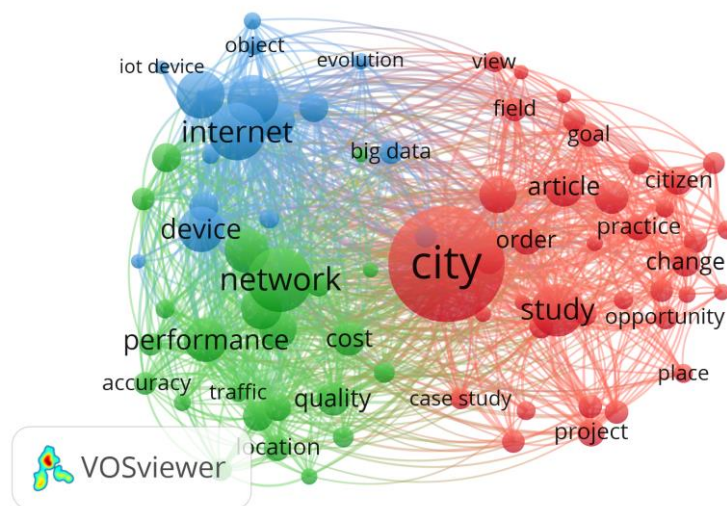 object
iot device
evolution
view
internet
field
goal
big data
article
citizen
device
order
practice
network
city
change
study
opportunity
performance
cost
accuracy
traffic
quality
case study
place
location
project
VOSviewer